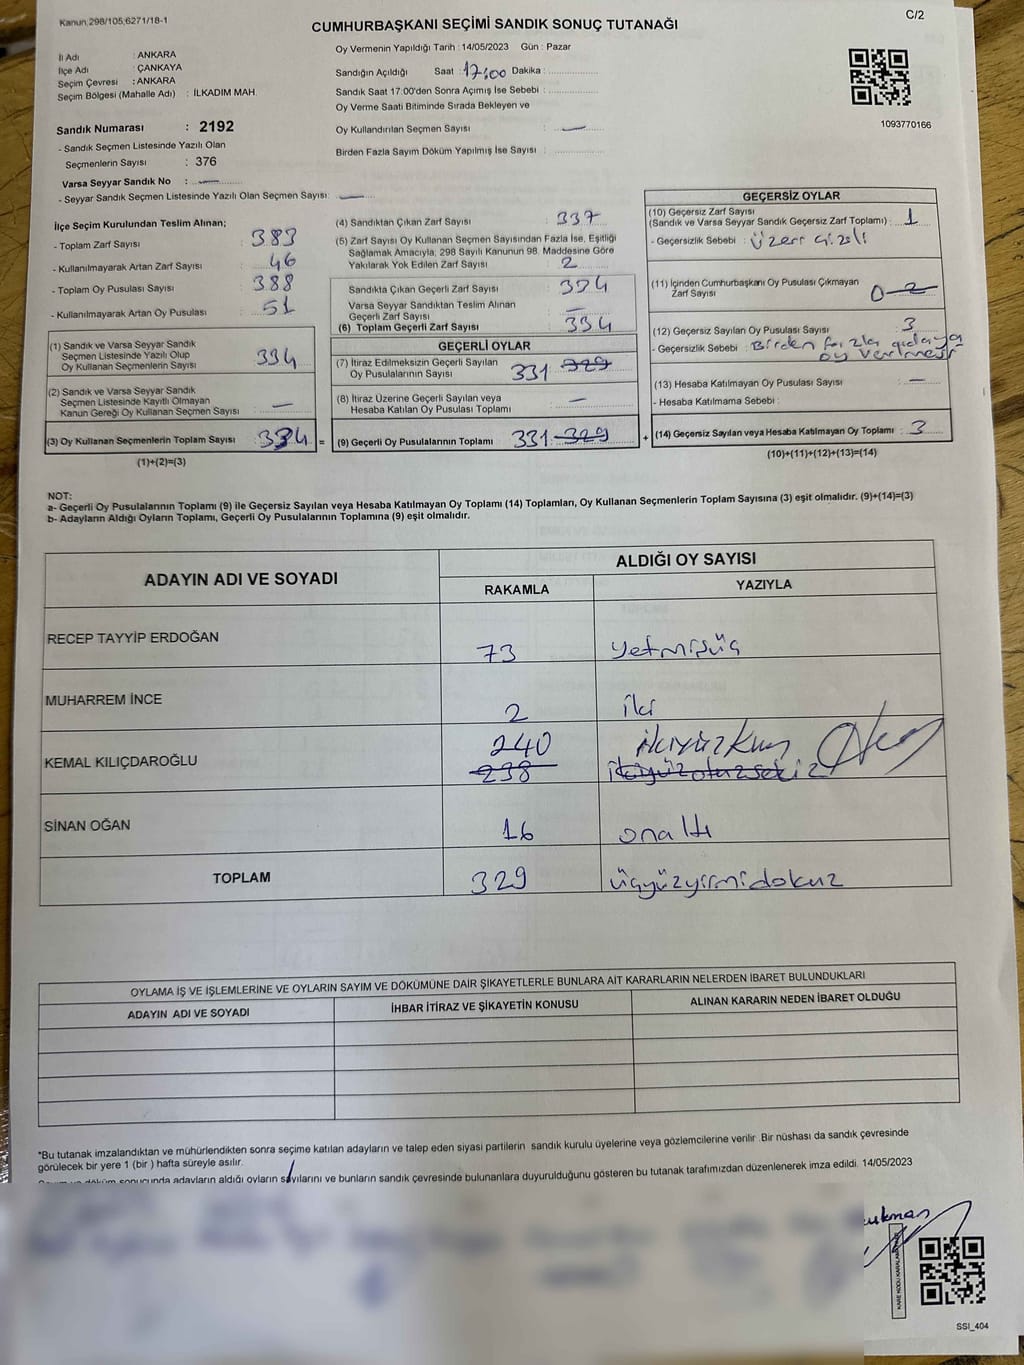 Kanun;298/105;6271/18-1
CUMHURBAŞKANI SEÇİMİ SANDIK SONUÇ TUTANAĞI
C/2
İl Adı : ANKARA
İlçe Adı : ÇANKAYA
Seçim Çevresi : ANKARA
Seçim Bölgesi (Mahalle Adı) : İLKADIM MAH.
Oy Vermenin Yapıldığı Tarih : 14/05/2023 Gün : Pazar
Sandığın Açıldığı Saat : 17:00 Dakika :
Sandık Saat 17:00'den Sonra Açımış İse Sebebi :
Oy Verme Saati Bitiminde Sırada Bekleyen ve
Oy Kullandırılan Seçmen Sayısı : —
Birden Fazla Sayım Döküm Yapılmış İse Sayısı :
1093770166
Sandık Numarası : 2192
- Sandık Seçmen Listesinde Yazılı Olan
Seçmenlerin Sayısı : 376
Varsa Seyyar Sandık No : —
- Seyyar Sandık Seçmen Listesinde Yazılı Olan Seçmen Sayısı: —
İlçe Seçim Kurulundan Teslim Alınan;
- Toplam Zarf Sayısı : 383
- Kullanılmayarak Artan Zarf Sayısı : 46
- Toplam Oy Pusulası Sayısı : 388
- Kullanılmayarak Artan Oy Pusulası : 51
(1) Sandık ve Varsa Seyyar Sandık
Seçmen Listesinde Yazılı Olup
Oy Kullanan Seçmenlerin Sayısı : 334
(2) Sandık ve Varsa Seyyar Sandık
Seçmen Listesinde Kayıtlı Olmayan
Kanun Gereği Oy Kullanan Seçmen Sayısı : —
(3) Oy Kullanan Seçmenlerin Toplam Sayısı : 334 =
(1)+(2)=(3)
(4) Sandıktan Çıkan Zarf Sayısı : 337
(5) Zarf Sayısı Oy Kullanan Seçmen Sayısından Fazla İse, Eşitliği
Sağlamak Amacıyla; 298 Sayılı Kanunun 98. Maddesine Göre
Yakılarak Yok Edilen Zarf Sayısı : 2
Sandıkta Çıkan Geçerli Zarf Sayısı : 334
Varsa Seyyar Sandıktan Teslim Alınan
Geçerli Zarf Sayısı : —
(6) Toplam Geçerli Zarf Sayısı : 334
GEÇERLİ OYLAR
(7) İtiraz Edilmeksizin Geçerli Sayılan
Oy Pusulalarının Sayısı : 331 329
(8) İtiraz Üzerine Geçerli Sayılan veya
Hesaba Katılan Oy Pusulası Toplamı : —
(9) Geçerli Oy Pusulalarının Toplamı : 331 329 +
GEÇERSİZ OYLAR
(10) Geçersiz Zarf Sayısı
(Sandık ve Varsa Seyyar Sandık Geçersiz Zarf Toplamı) : 1
- Geçersizlik Sebebi : Üzeri çizili
(11) İçinden Cumhurbaşkanı Oy Pusulası Çıkmayan
Zarf Sayısı : 0 2
(12) Geçersiz Sayılan Oy Pusulası Sayısı : 3
- Geçersizlik Sebebi : Birden fazla adaya
oy verilmesi
(13) Hesaba Katılmayan Oy Pusulası Sayısı : —
- Hesaba Katılmama Sebebi :
(14) Geçersiz Sayılan veya Hesaba Katılmayan Oy Toplamı : 3
(10)+(11)+(12)+(13)=(14)
NOT:
a- Geçerli Oy Pusulalarının Toplamı (9) ile Geçersiz Sayılan veya Hesaba Katılmayan Oy Toplamı (14) Toplamları, Oy Kullanan Seçmenlerin Toplam Sayısına (3) eşit olmalıdır. (9)+(14)=(3)
b- Adayların Aldığı Oyların Toplamı, Geçerli Oy Pusulalarının Toplamına (9) eşit olmalıdır.
ADAYIN ADI VE SOYADI
ALDIĞI OY SAYISI
RAKAMLA YAZIYLA
RECEP TAYYİP ERDOĞAN 73 yetmişüç
MUHARREM İNCE 2 iki
KEMAL KILIÇDAROĞLU 240 ikiyüzkırk
238 ikiyüzotuzsekiz
SİNAN OĞAN 16 onaltı
TOPLAM 329 üçyüzyirmidokuz
OYLAMA İŞ VE İŞLEMLERİNE VE OYLARIN SAYIM VE DÖKÜMÜNE DAİR ŞİKAYETLERLE BUNLARA AİT KARARLARIN NELERDEN İBARET BULUNDUKLARI
ADAYIN ADI VE SOYADI İHBAR İTİRAZ VE ŞİKAYETİN KONUSU ALINAN KARARIN NEDEN İBARET OLDUĞU
*Bu tutanak imzalandıktan ve mühürlendikten sonra seçime katılan adayların ve talep eden siyasi partilerin sandık kurulu üyelerine veya gözlemcilerine verilir. Bir nüshası da sandık çevresinde
görülecek bir yere 1 (bir ) hafta süreyle asılır.
sonucunda adayların aldığı oyların sayılarını ve bunların sandık çevresinde bulunanlara duyurulduğunu gösteren bu tutanak tarafımızdan düzenlenerek imza edildi. 14/05/2023
SSI_404